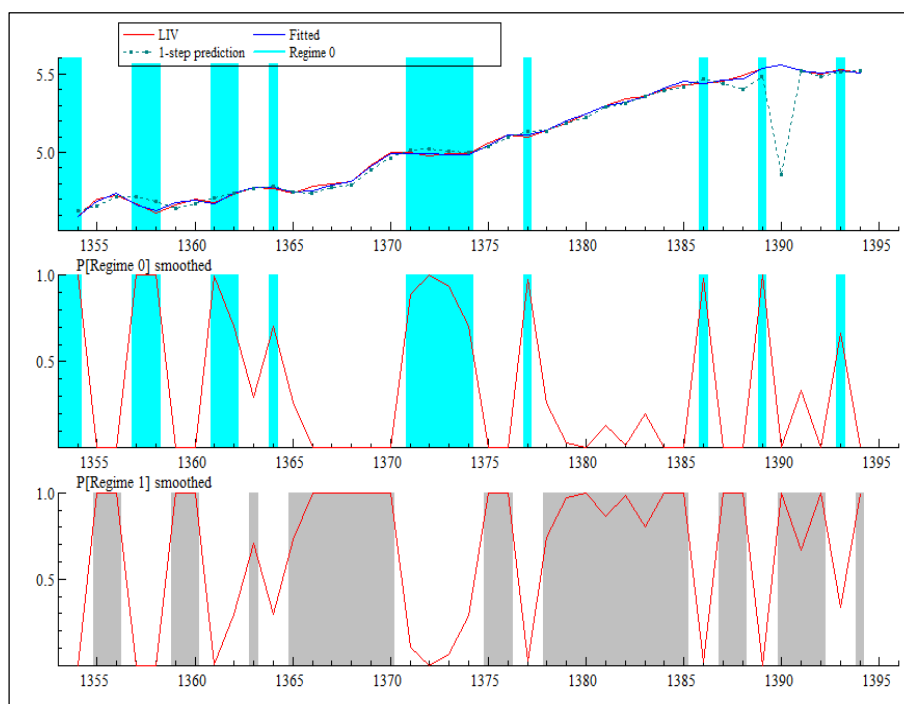 LIV Fitted
1-step prediction Regime 0
5.5
5.0
1355 1360 1365 1370 1375 1380 1385 1390 1395
P[Regime 0] smoothed
1.0
0.5
1355 1360 1365 1370 1375 1380 1385 1390 1395
P[Regime 1] smoothed
1.0
0.5
1355 1360 1365 1370 1375 1380 1385 1390 1395